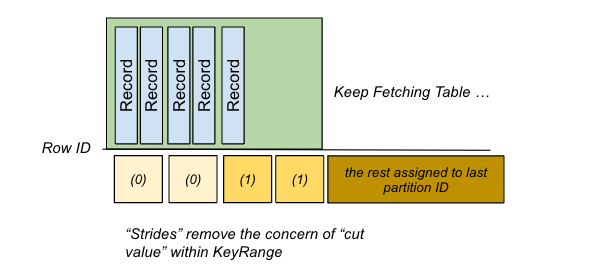 Record
Record
Record
Record
Record
Keep Fetching Table …
Row ID
(0)
(0)
(1)
(1)
the rest assigned to last
partition ID
“Strides” remove the concern of “cut
value” within KeyRange